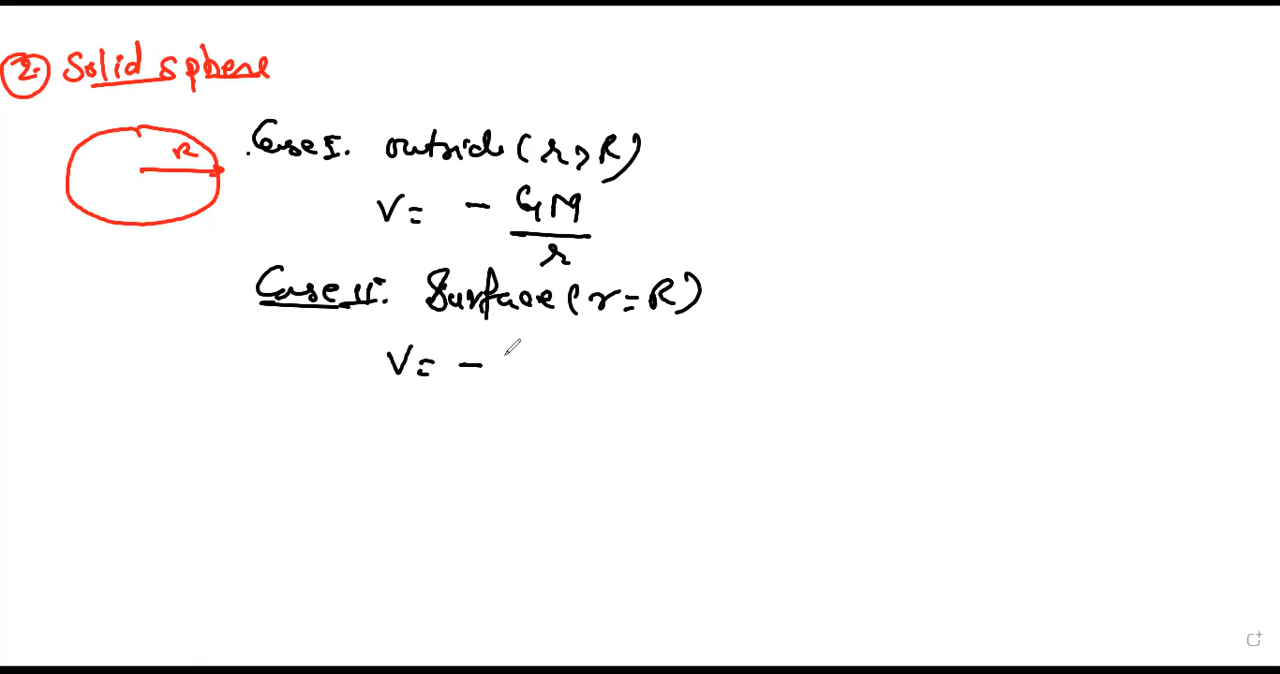 2. Solid sphere
R
Case I. outside (r > R)
V = - GM/r
Case II. Surface (r = R)
V = -